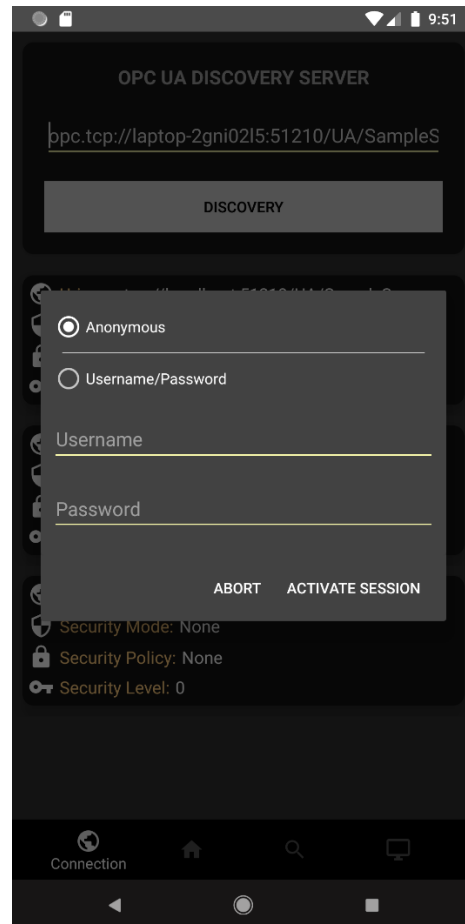 9:51
OPC UA DISCOVERY SERVER
opc.tcp://laptop-2gni02l5:51210/UA/SampleS
DISCOVERY
Anonymous
Username/Password
Username
Password
ABORT ACTIVATE SESSION
Security Mode: None
Security Policy: None
Security Level: 0
Connection